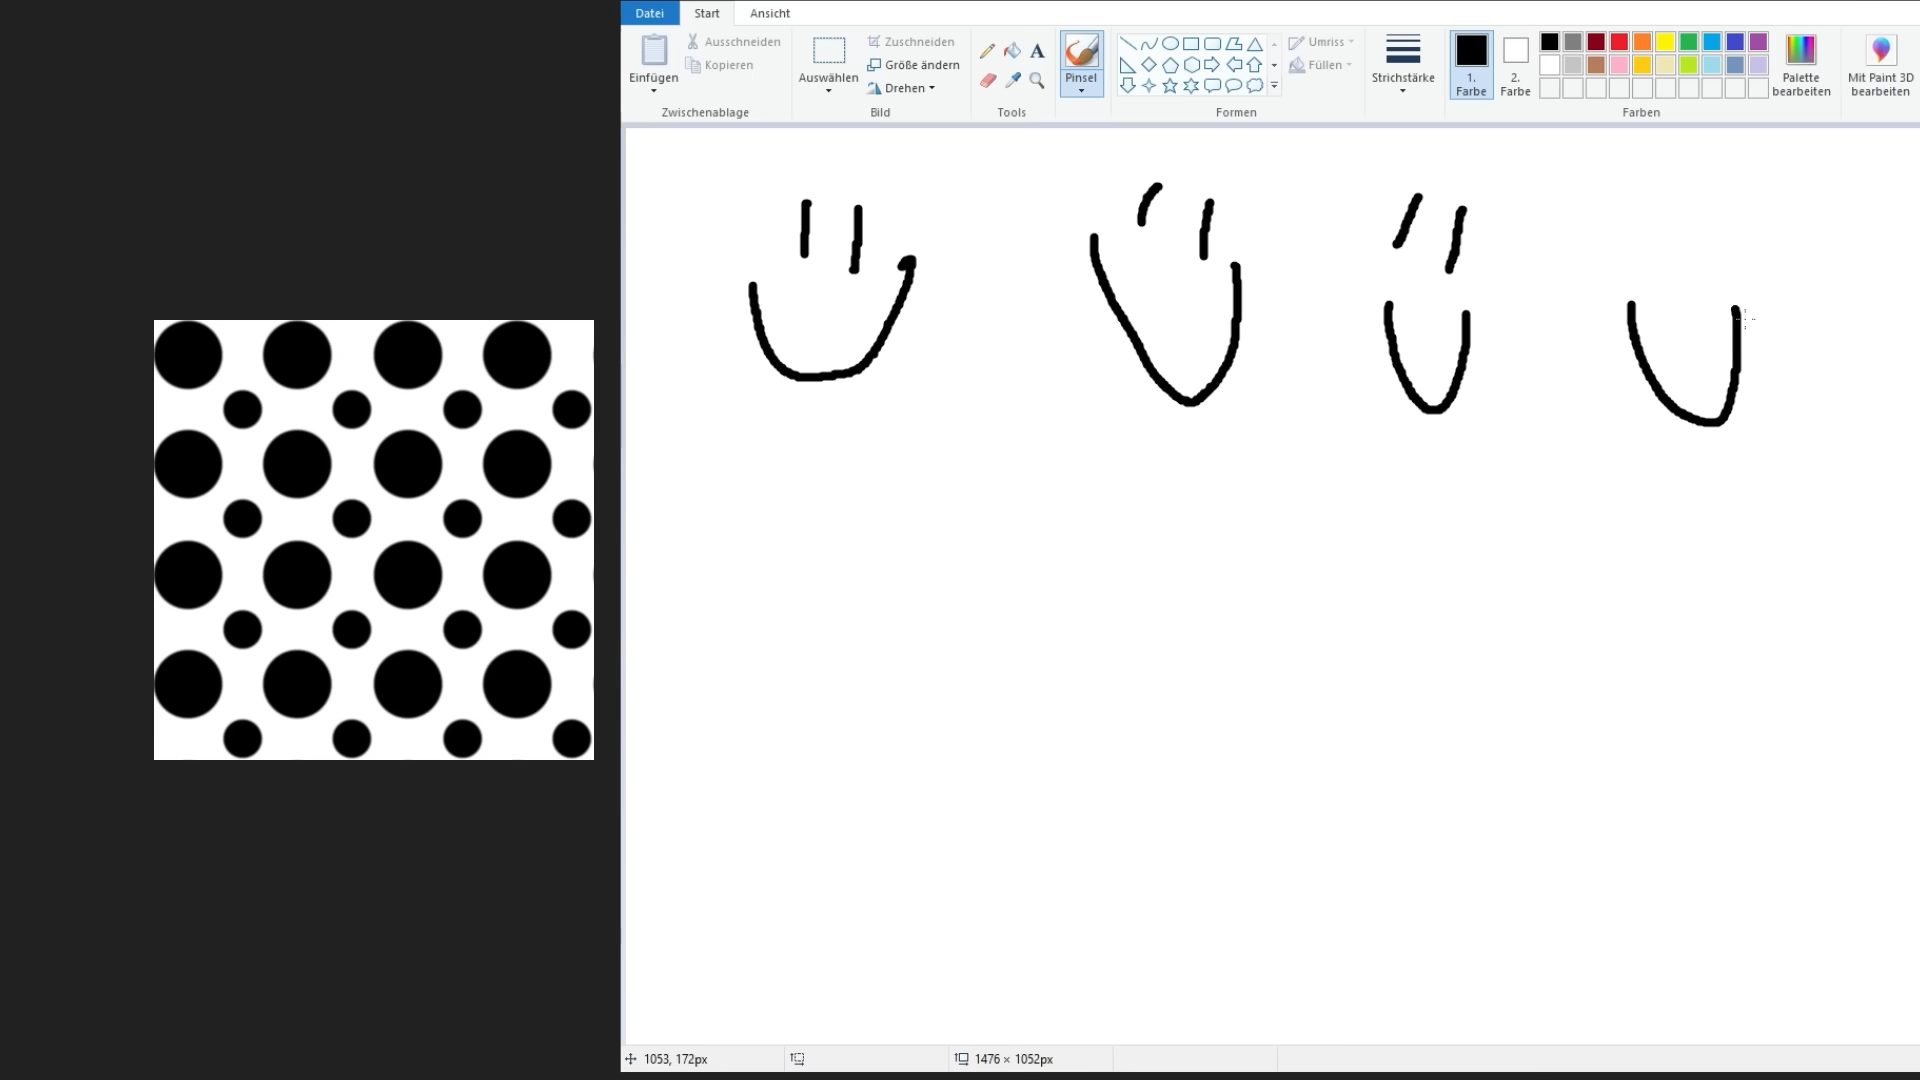 Datei Start Ansicht
Einfügen
Ausschneiden
Kopieren
Zwischenablage
Auswählen
Zuschneiden
Größe ändern
Drehen
Bild
A
Tools
Pinsel
Formen
Umriss
Füllen
Strichstärke
1.
Farbe
2.
Farbe
Palette
bearbeiten
Farben
Mit Paint 3D
bearbeiten
1053, 172px
1476 × 1052px